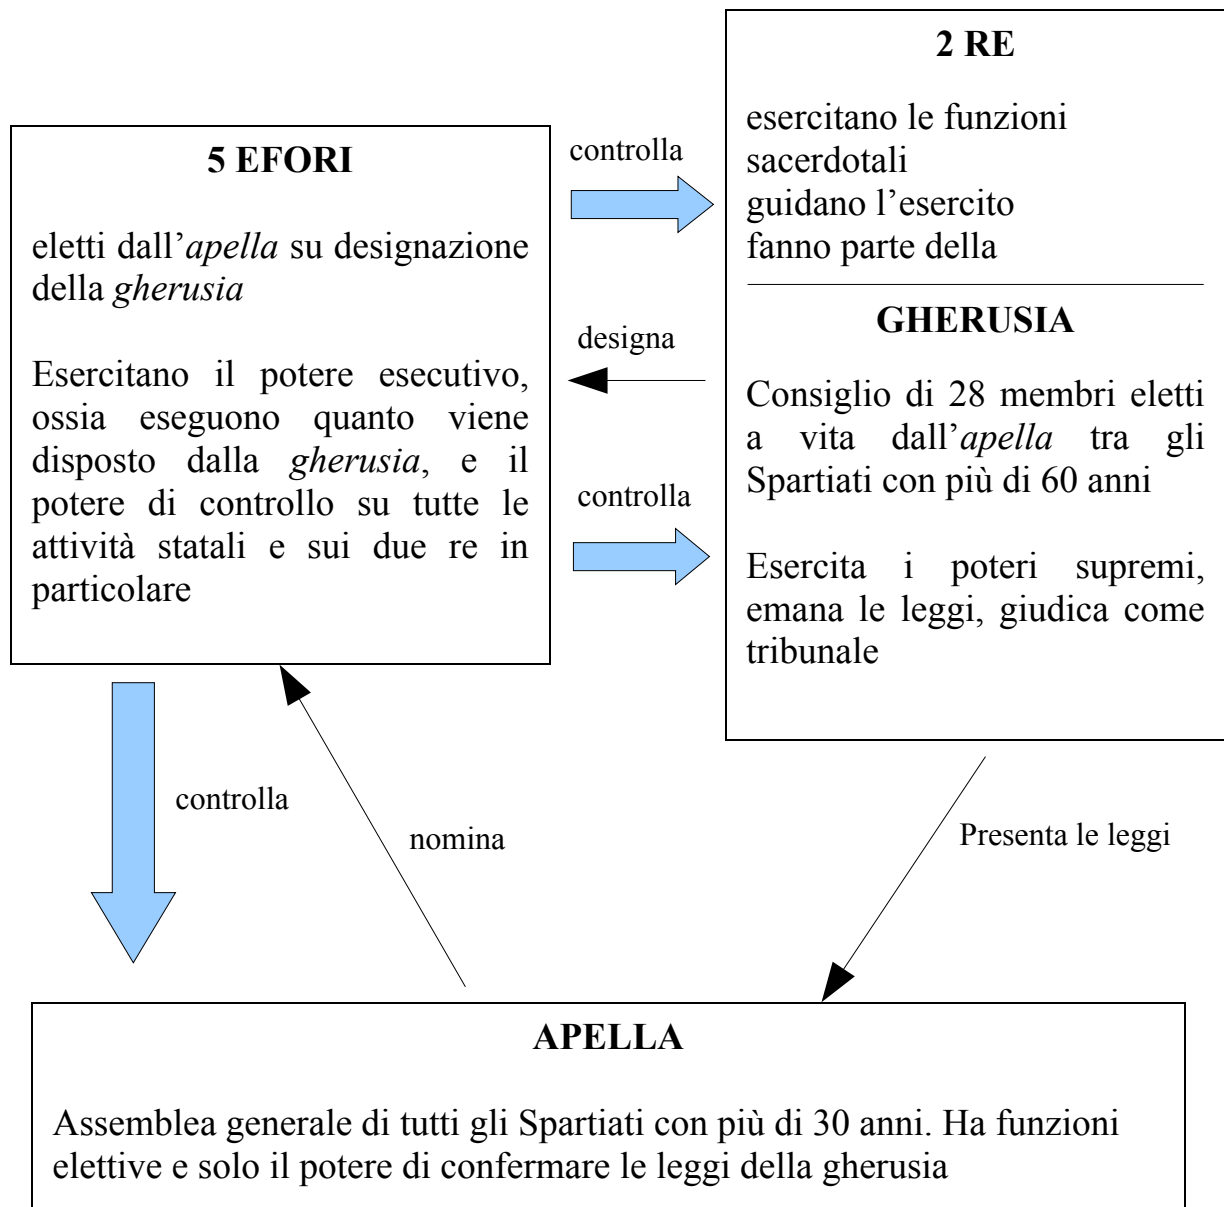 5 EFORI
eletti dall’apella su designazione
della gherusia
Esercitano il potere esecutivo,
ossia eseguono quanto viene
disposto dalla gherusia, e il
potere di controllo su tutte le
attività statali e sui due re in
particolare
controlla
designa
controlla
2 RE
esercitano le funzioni
sacerdotali
guidano l’esercito
fanno parte della
GHERUSIA
Consiglio di 28 membri eletti
a vita dall’apella tra gli
Spartiati con più di 60 anni
Esercita i poteri supremi,
emana le leggi, giudica come
tribunale
controlla
nomina
Presenta le leggi
APELLA
Assemblea generale di tutti gli Spartiati con più di 30 anni. Ha funzioni
elettive e solo il potere di confermare le leggi della gherusia